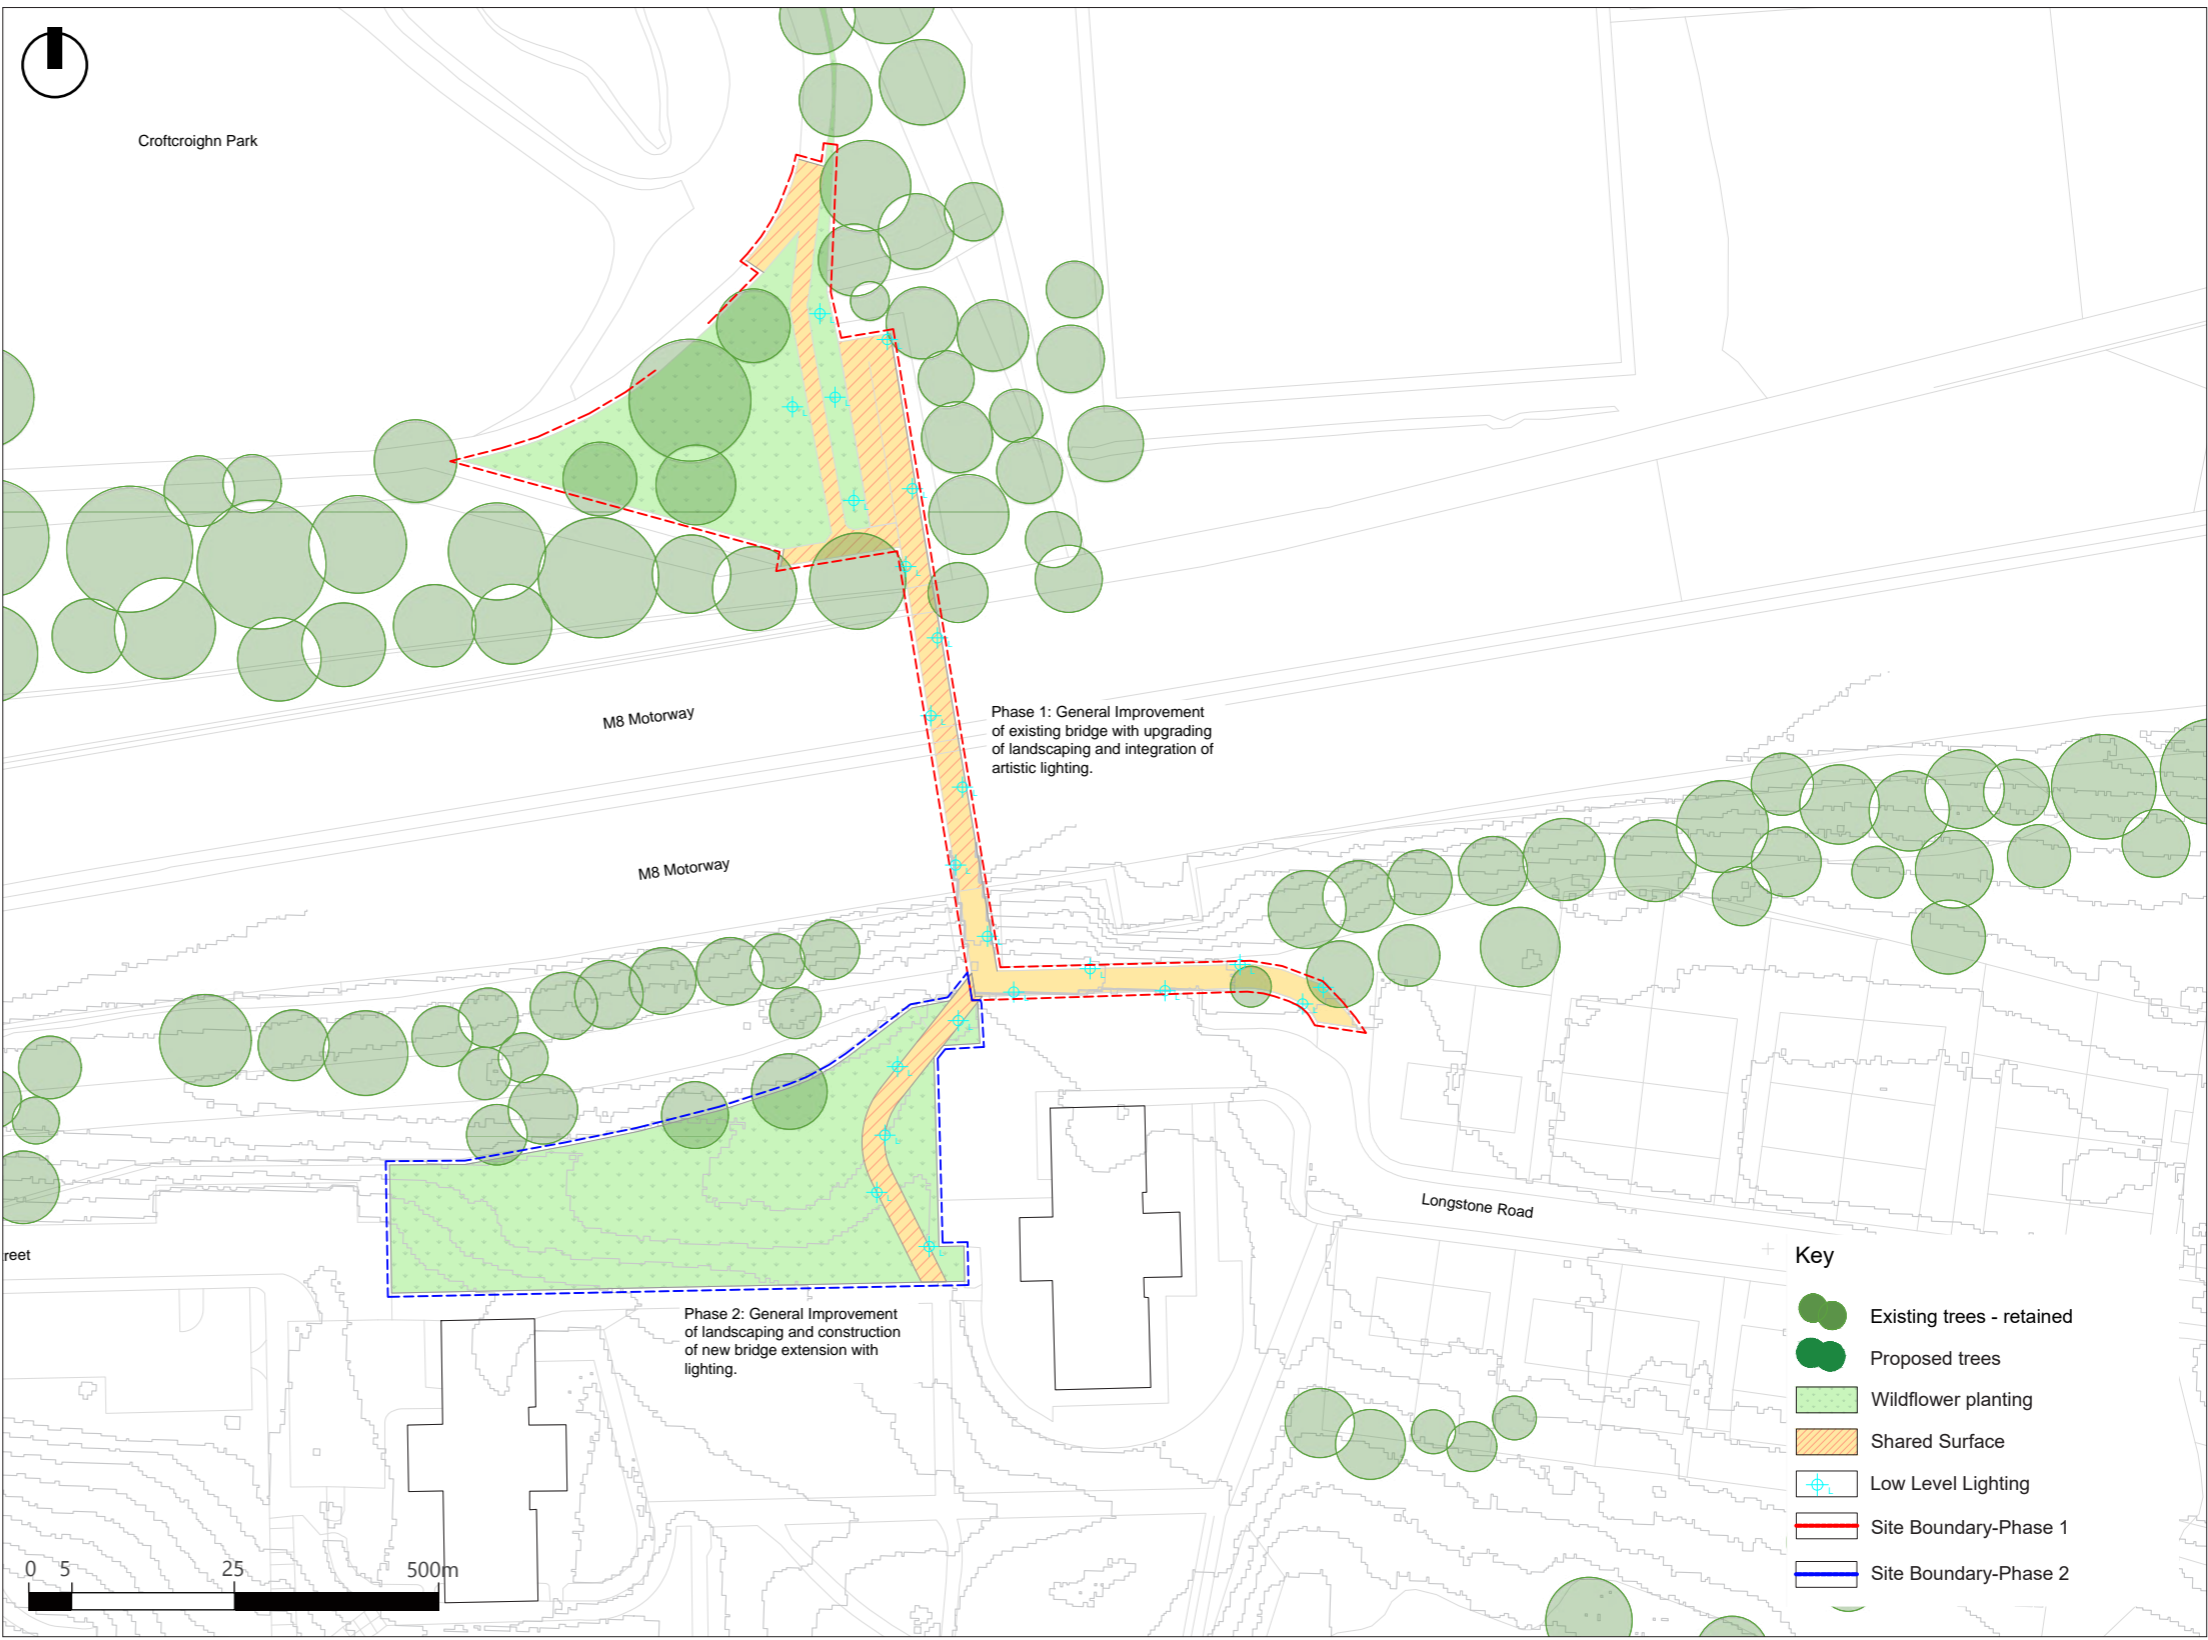 Croftcroighn Park
M8 Motorway
Phase 1: General Improvement
of existing bridge with upgrading
of landscaping and integration of
artistic lighting.
M8 Motorway
Longstone Road
reet
Phase 2: General Improvement
of landscaping and construction
of new bridge extension with
lighting.
Key
Existing trees - retained
Proposed trees
Wildflower planting
Shared Surface
Low Level Lighting
Site Boundary-Phase 1
Site Boundary-Phase 2
0 5 25 500m